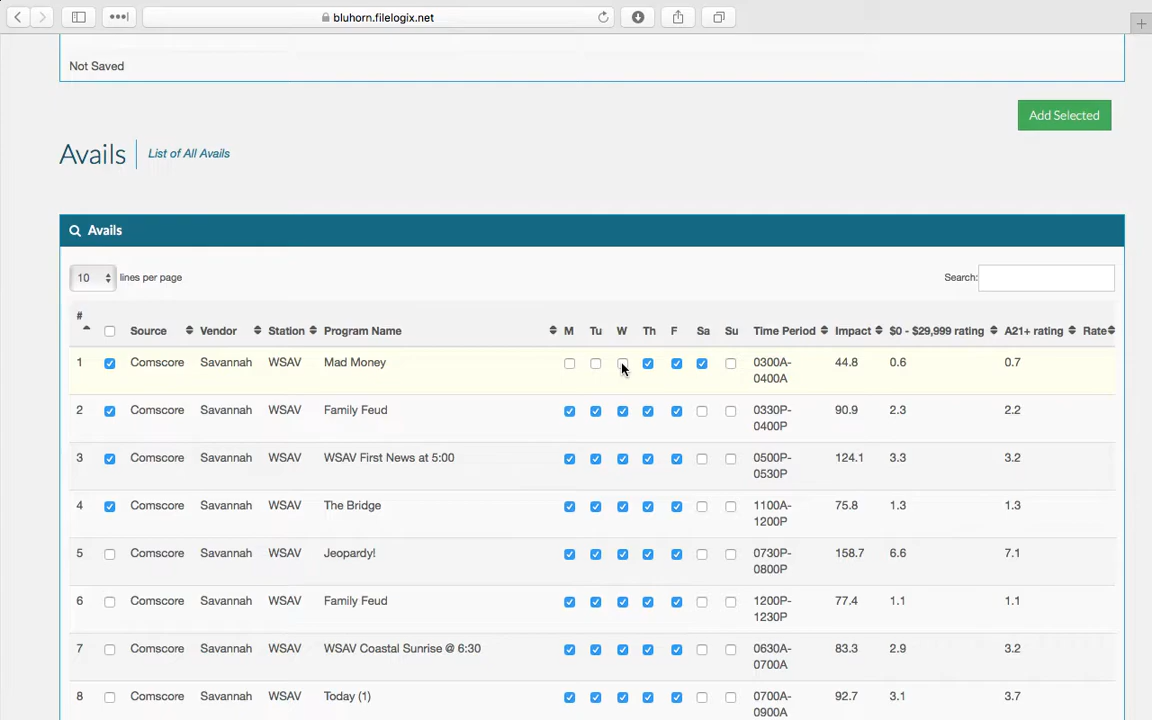 bluhorn.filelogix.net
Not Saved
Add Selected
Avails List of All Avails
Avails
10 lines per page Search:
#
Source Vendor Station Program Name M Tu W Th F Sa Su Time Period Impact $0 - $29,999 rating A21+ rating Rate
1 Comscore Savannah WSAV Mad Money 0300A- 44.8 0.6 0.7
0400A
2 Comscore Savannah WSAV Family Feud 0330P- 90.9 2.3 2.2
0400P
3 Comscore Savannah WSAV WSAV First News at 5:00 0500P- 124.1 3.3 3.2
0530P
4 Comscore Savannah WSAV The Bridge 1100A- 75.8 1.3 1.3
1200P
5 Comscore Savannah WSAV Jeopardy! 0730P- 158.7 6.6 7.1
0800P
6 Comscore Savannah WSAV Family Feud 1200P- 77.4 1.1 1.1
1230P
7 Comscore Savannah WSAV WSAV Coastal Sunrise @ 6:30 0630A- 83.3 2.9 3.2
0700A
8 Comscore Savannah WSAV Today (1) 0700A- 92.7 3.1 3.7
0900A